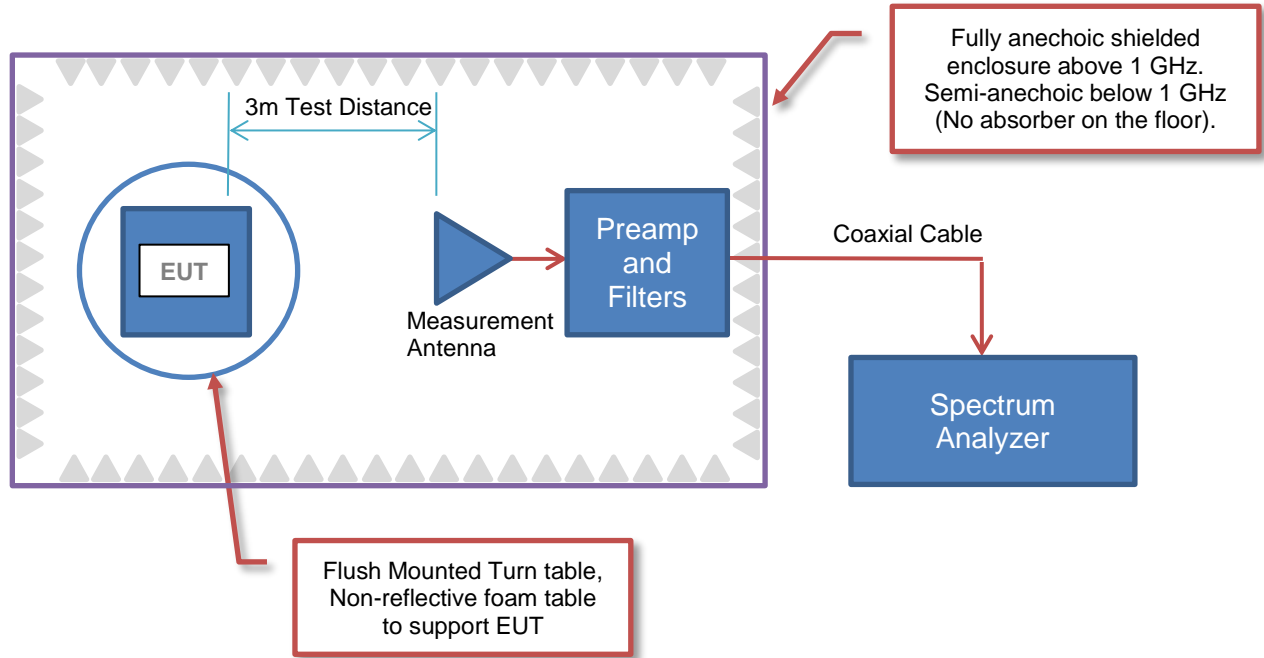 Fully anechoic shielded
enclosure above 1 GHz.
Semi-anechoic below 1 GHz
(No absorber on the floor).
3m Test Distance
EUT
Measurement
Antenna
Preamp
and
Filters
Coaxial Cable
Spectrum
Analyzer
Flush Mounted Turn table,
Non-reflective foam table
to support EUT